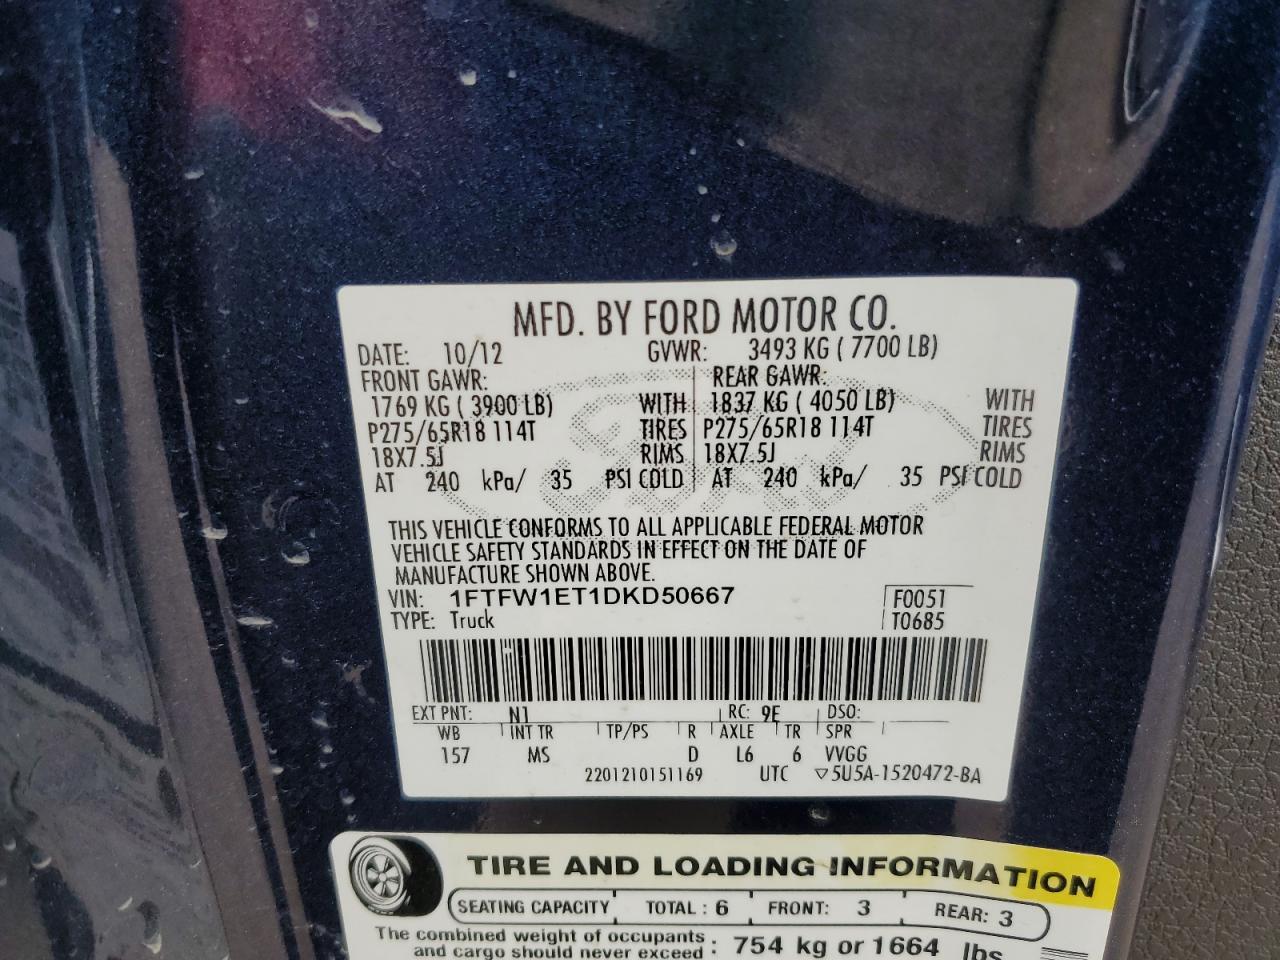 MFD. BY FORD MOTOR CO.
DATE: 10/12 GVWR: 3493 KG ( 7700 LB)
FRONT GAWR: REAR GAWR:
1769 KG ( 3900 LB) WITH 1837 KG ( 4050 LB) WITH
P275/65R18 114T TIRES P275/65R18 114T TIRES
18X7.5J RIMS 18X7.5J RIMS
AT 240 kPa/ 35 PSI COLD AT 240 kPa/ 35 PSI COLD
THIS VEHICLE CONFORMS TO ALL APPLICABLE FEDERAL MOTOR
VEHICLE SAFETY STANDARDS IN EFFECT ON THE DATE OF
MANUFACTURE SHOWN ABOVE.
VIN: 1FTFW1ET1DKD50667 F0051
TYPE: Truck T0685
EXT PNT: N1 RC: 9E DSO:
WB INT TR TP/PS R AXLE TR SPR
157 MS D L6 6 VVGG
2201210151169 UTC ▽5U5A-1520472-BA
TIRE AND LOADING INFORMATION
SEATING CAPACITY TOTAL : 6 FRONT: 3 REAR: 3
The combined weight of occupants
and cargo should never exceed : 754 kg or 1664 lbs